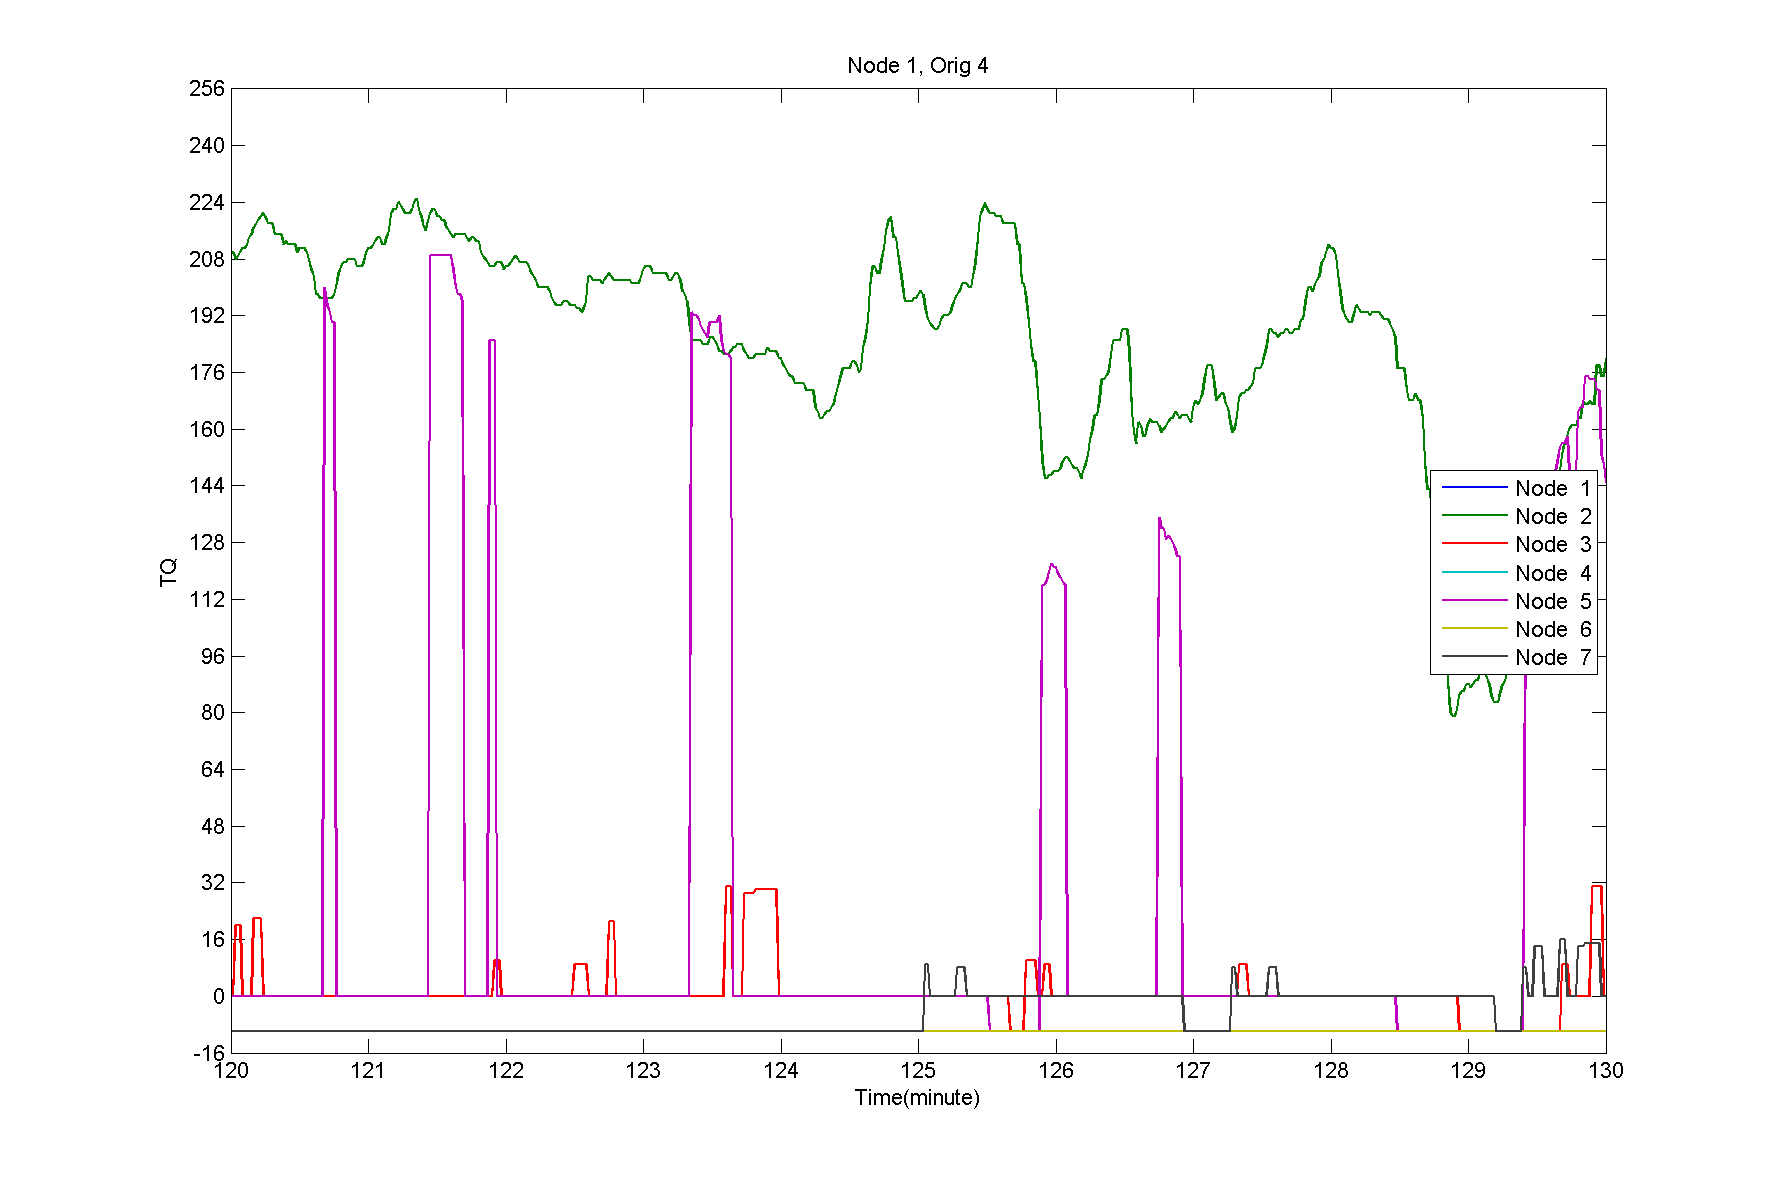 Node 1, Orig 4
256
240
224
208
192
176
160
144
128
112
96
80
64
48
32
16
0
-16
TQ
120 121 122 123 124 125 126 127 128 129 130
Time(minute)
Node 1
Node 2
Node 3
Node 4
Node 5
Node 6
Node 7